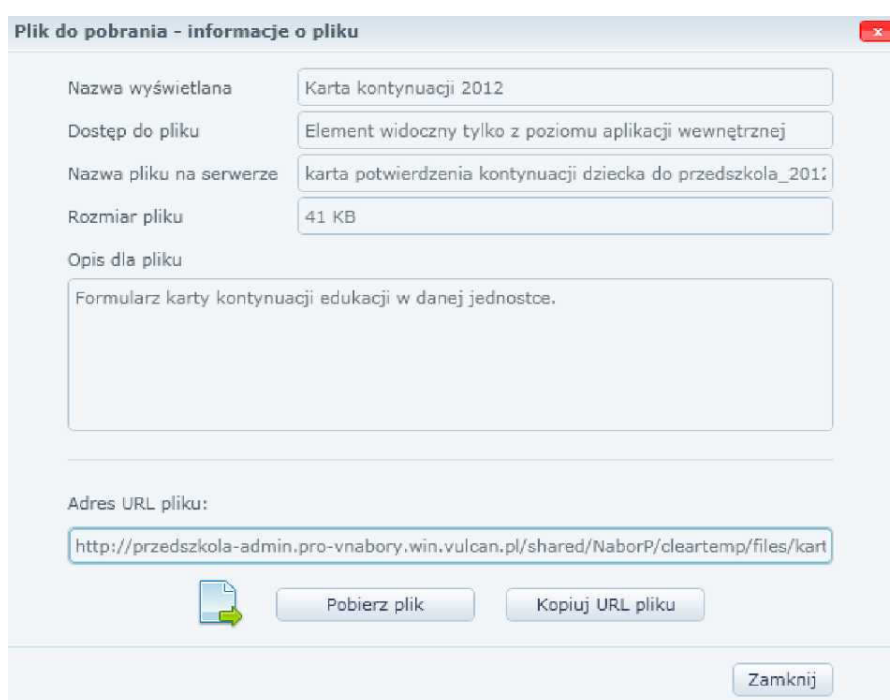 Plik do pobrania - informacje o pliku
x
Nazwa wyświetlana Karta kontynuacji 2012
Dostęp do pliku Element widoczny tylko z poziomu aplikacji wewnętrznej
Nazwa pliku na serwerze karta potwierdzenia kontynuacji dziecka do przedszkola_2012
Rozmiar pliku 41 KB
Opis dla pliku
Formularz karty kontynuacji edukacji w danej jednostce.
Adres URL pliku:
http://przedszkola-admin.pro-vnabory.win.vulcan.pl/shared/NaborP/cleartemp/files/kart
Pobierz plik Kopiuj URL pliku
Zamknij